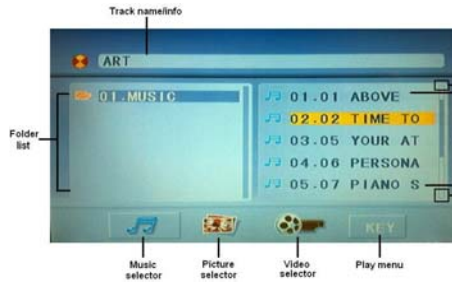 Track name/info
ART
01.MUSIC
01.01 ABOVE
02.02 TIME TO
03.05 YOUR AT
04.06 PERSONA
05.07 PIANO S
Folder
list
KEY
Music
selector
Picture
selector
Video
selector
Play menu